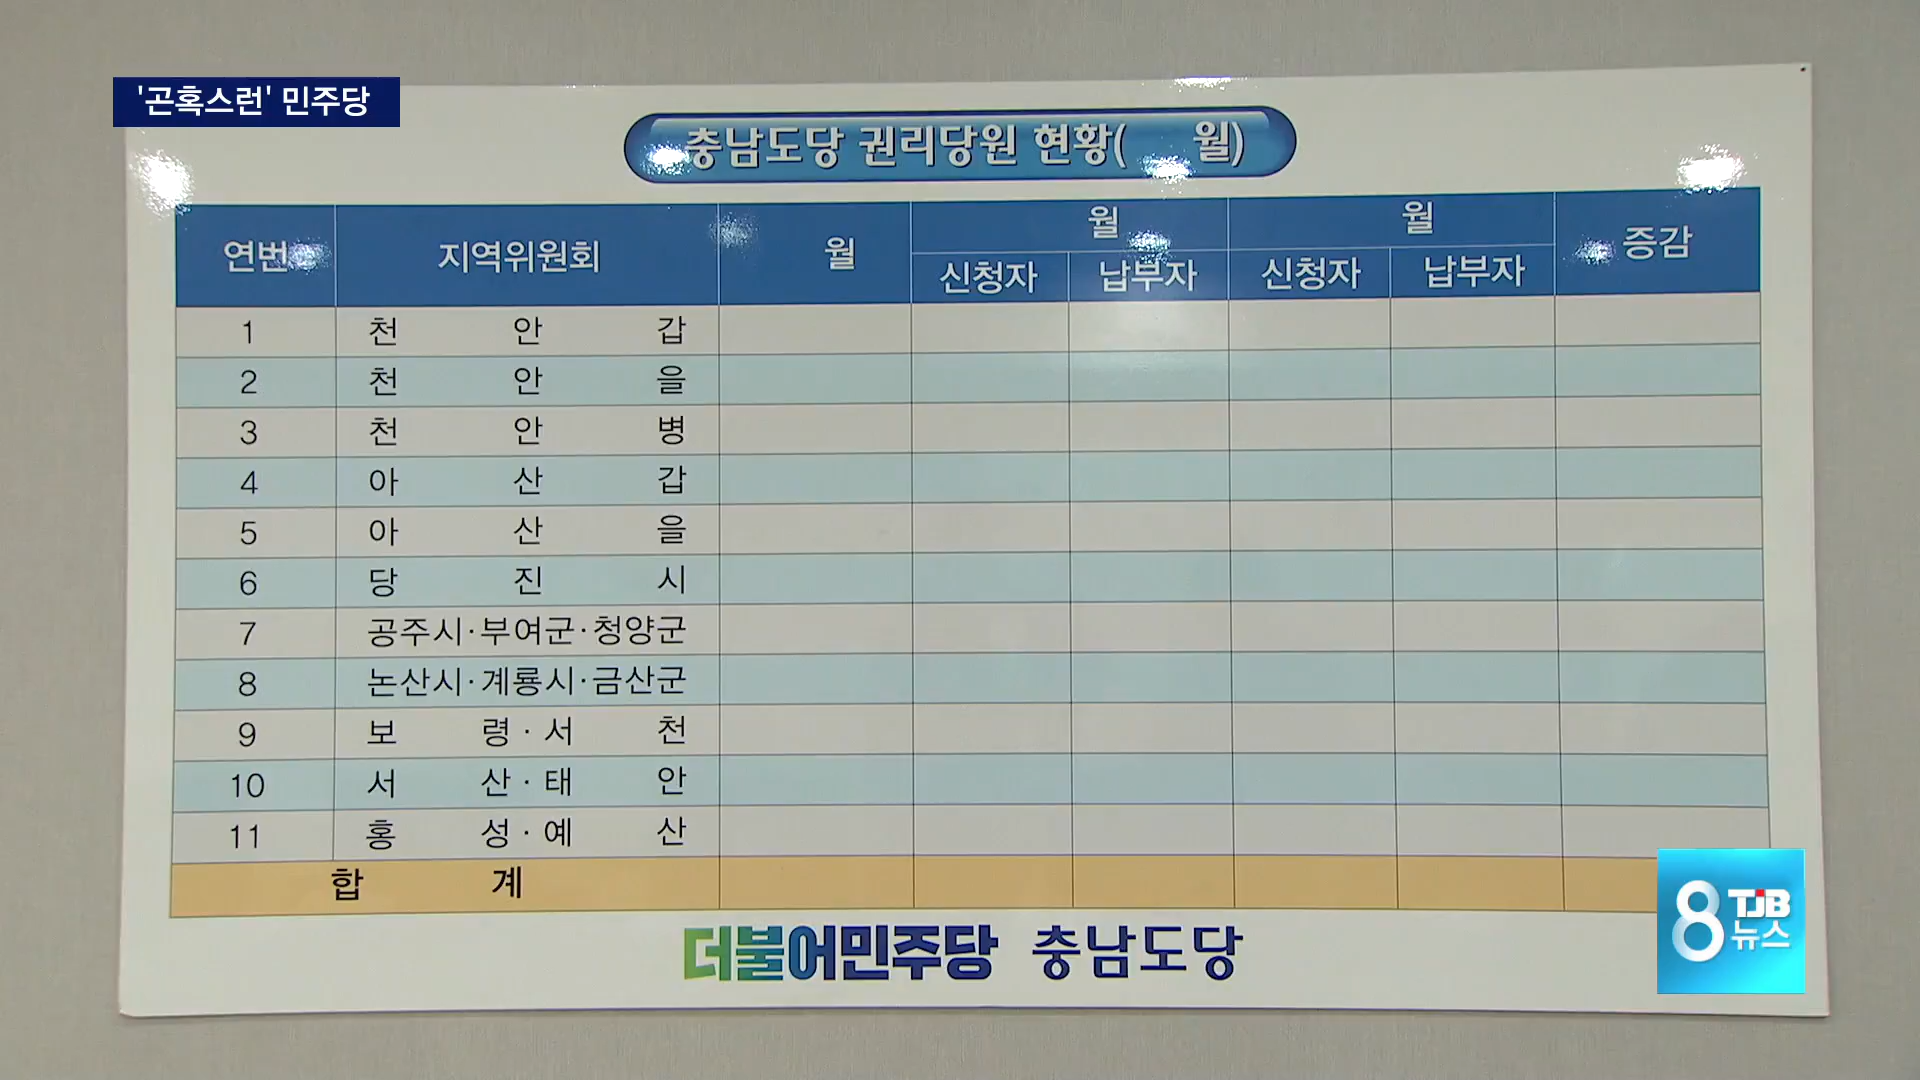 '곤혹스런' 민주당
충남도당 권리당원 현황( 월)
연번 지역위원회 월 월 월 증감
신청자 납부자 신청자 납부자
1 천 안 갑
2 천 안 을
3 천 안 병
4 아 산 갑
5 아 산 을
6 당 진 시
7 공주시·부여군·청양군
8 논산시·계룡시·금산군
9 보 령·서 천
10 서 산·태 안
11 홍 성·예 산
합 계
더불어민주당 충남도당
8 TJB 뉴스